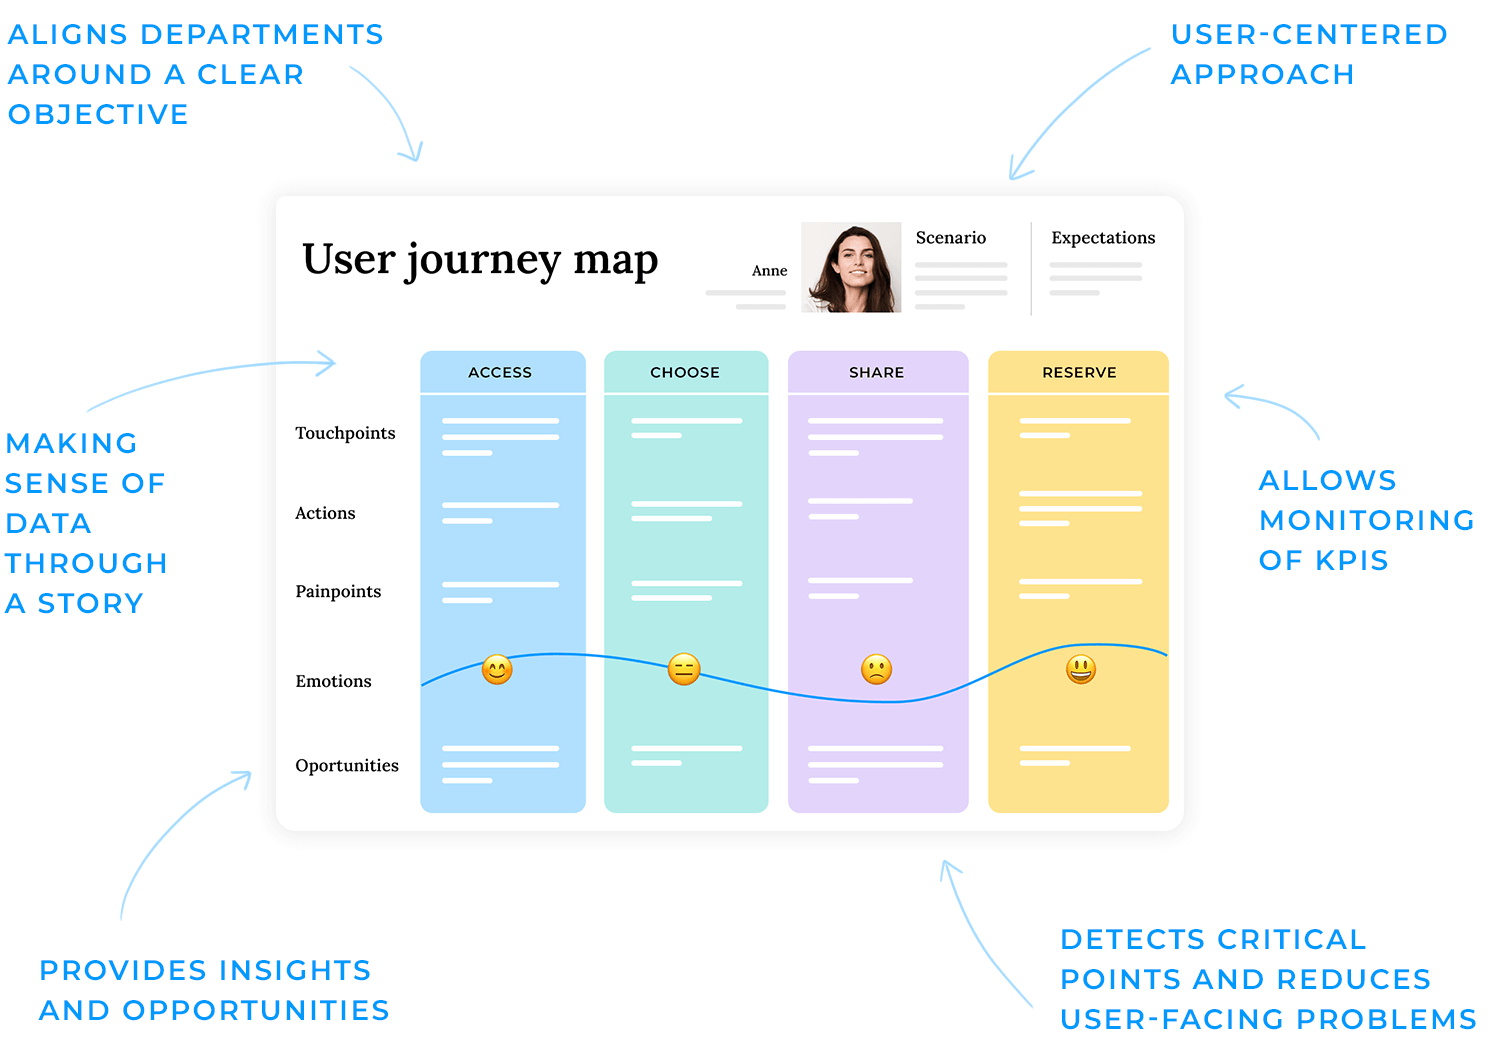 ALIGNS DEPARTMENTS
AROUND A CLEAR
OBJECTIVE
USER-CENTERED
APPROACH
User journey map
Anne
Scenario
Expectations
ACCESS
CHOOSE
SHARE
RESERVE
Touchpoints
Actions
Painpoints
Emotions
Oportunities
MAKING
SENSE OF
DATA
THROUGH
A STORY
ALLOWS
MONITORING
OF KPIS
PROVIDES INSIGHTS
AND OPPORTUNITIES
DETECTS CRITICAL
POINTS AND REDUCES
USER-FACING PROBLEMS